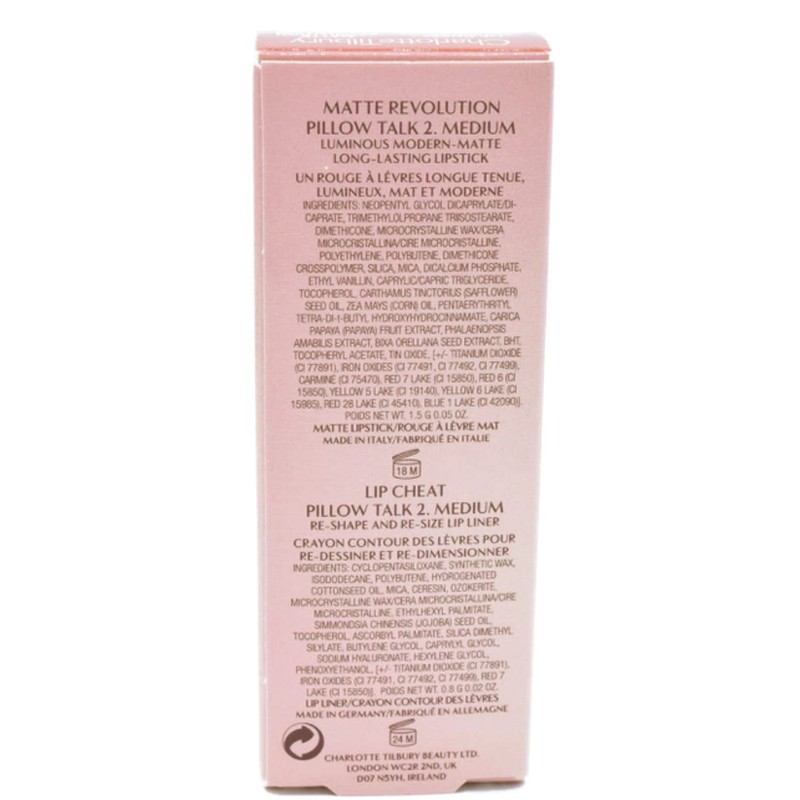 CharlotteTilbury
MATTE REVOLUTION
PILLOW TALK 2. MEDIUM
LUMINOUS MODERN-MATTE
LONG-LASTING LIPSTICK
UN ROUGE À LÉVRES LONGUE TENUE,
LUMINEUX, MAT ET MODERNE
INGREDIENTS: NEOPENTYL GLYCOL DICAPRYLATE/DI-
CAPRATE, TRIMETHYLOLPROPANE TRIISOSTEARATE,
DIMETHICONE, MICROCRYSTALLINE WAX/CERA
MICROCRISTALLINA/CIRE MICROCRISTALLINE,
POLYETHYLENE, POLYBUTENE, DIMETHICONE
CROSSPOLYMER, SILICA, MICA, DICALCIUM PHOSPHATE,
ETHYL VANILLIN, CAPRYLIC/CAPRIC TRIGLYCERIDE,
TOCOPHEROL, CARTHAMUS TINCTORIUS (SAFFLOWER)
SEED OIL, ZEA MAYS (CORN) OIL, PENTAERYTHRITYL
TETRA-DI-t-BUTYL HYDROXYHYDROCINNAMATE, CARICA
PAPAYA (PAPAYA) FRUIT EXTRACT, PHALAENOPSIS
AMABILIS EXTRACT, BIXA ORELLANA SEED EXTRACT, BHT,
TOCOPHERYL ACETATE, TIN OXIDE, [+/- TITANIUM DIOXIDE
(CI 77891), IRON OXIDES (CI 77491, CI 77492, CI 77499),
CARMINE (CI 75470), RED 7 LAKE (CI 15850), RED 6 (CI
15850), YELLOW 5 LAKE (CI 19140), YELLOW 6 LAKE (CI
15985), RED 28 LAKE (CI 45410), BLUE 1 LAKE (CI 42090)].
POIDS NET WT. 1.5 G 0.05 OZ.
MATTE LIPSTICK/ROUGE À LÈVRE MAT
MADE IN ITALY/FABRIQUÉ EN ITALIE
18 M
LIP CHEAT
PILLOW TALK 2. MEDIUM
RE-SHAPE AND RE-SIZE LIP LINER
CRAYON CONTOUR DES LÈVRES POUR
RE-DESSINER ET RE-DIMENSIONNER
INGREDIENTS: CYCLOPENTASILOXANE, SYNTHETIC WAX,
ISODODECANE, POLYBUTENE, HYDROGENATED
COTTONSEED OIL, MICA, CERESIN, OZOKERITE,
MICROCRYSTALLINE WAX/CERA MICROCRISTALLINA/CIRE
MICROCRISTALLINE, ETHYLHEXYL PALMITATE,
SIMMONDSIA CHINENSIS (JOJOBA) SEED OIL,
TOCOPHEROL, ASCORBYL PALMITATE, SILICA DIMETHYL
SILYLATE, BUTYLENE GLYCOL, CAPRYLYL GLYCOL,
SODIUM HYALURONATE, HEXYLENE GLYCOL,
PHENOXYETHANOL, [+/- TITANIUM DIOXIDE (CI 77891),
IRON OXIDES (CI 77491, CI 77492, CI 77499), RED 7
LAKE (CI 15850)]. POIDS NET WT. 0.8 G 0.02 OZ.
LIP LINER/CRAYON CONTOUR DES LÈVRES
MADE IN GERMANY/FABRIQUÉ EN ALLEMAGNE
24 M
CHARLOTTE TILBURY BEAUTY LTD.
LONDON WC2R 2ND, UK
D07 N5YH, IRELAND